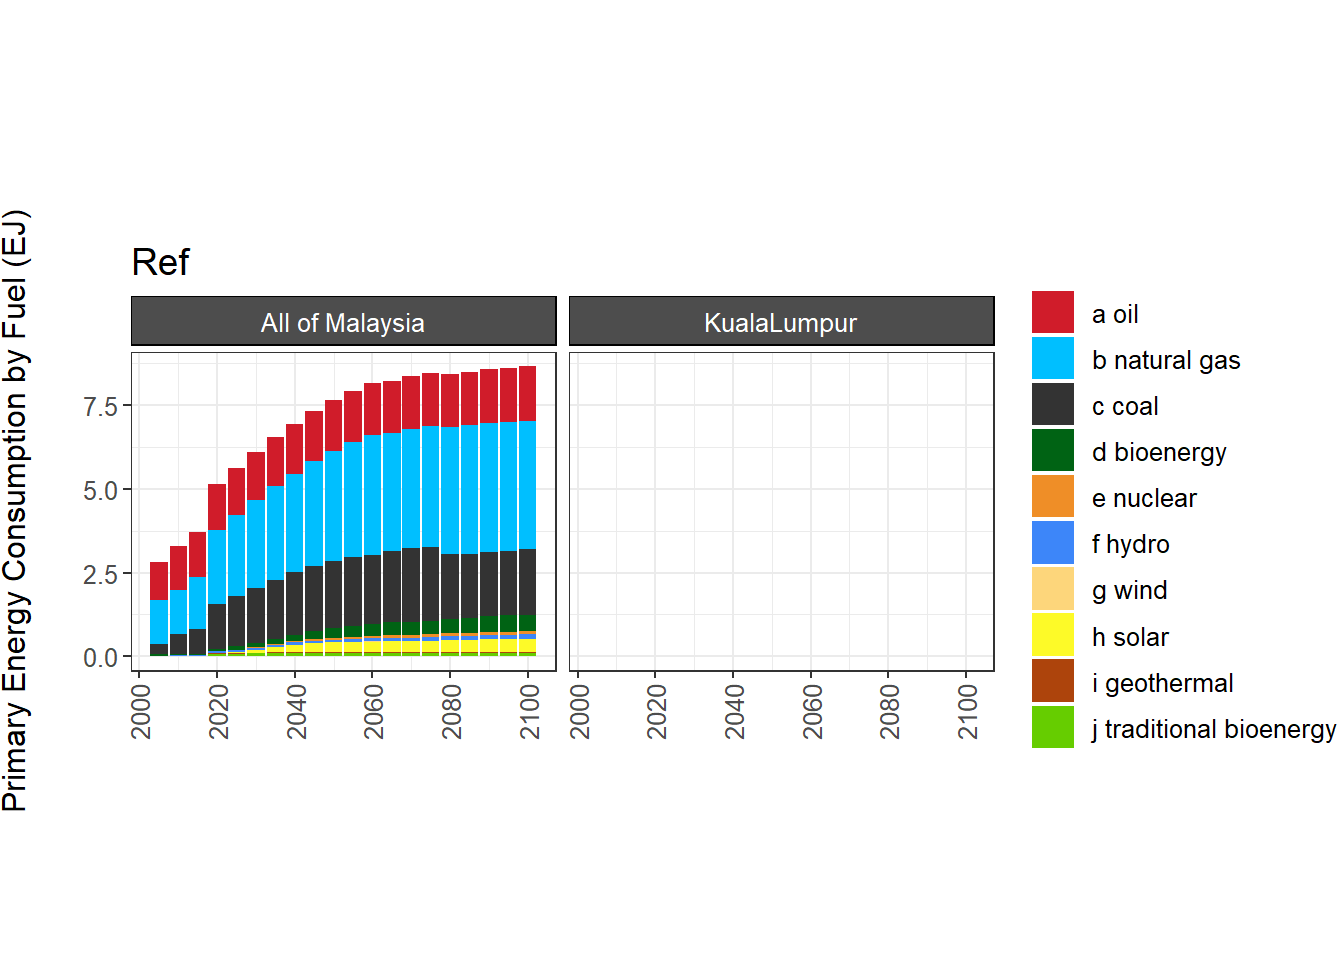 Ref
All of Malaysia
KualaLumpur
Primary Energy Consumption by Fuel (EJ)
7.5
5.0
2.5
0.0
2000
2020
2040
2060
2080
2100
2000
2020
2040
2060
2080
2100
a oil
b natural gas
c coal
d bioenergy
e nuclear
f hydro
g wind
h solar
i geothermal
j traditional bioenergy